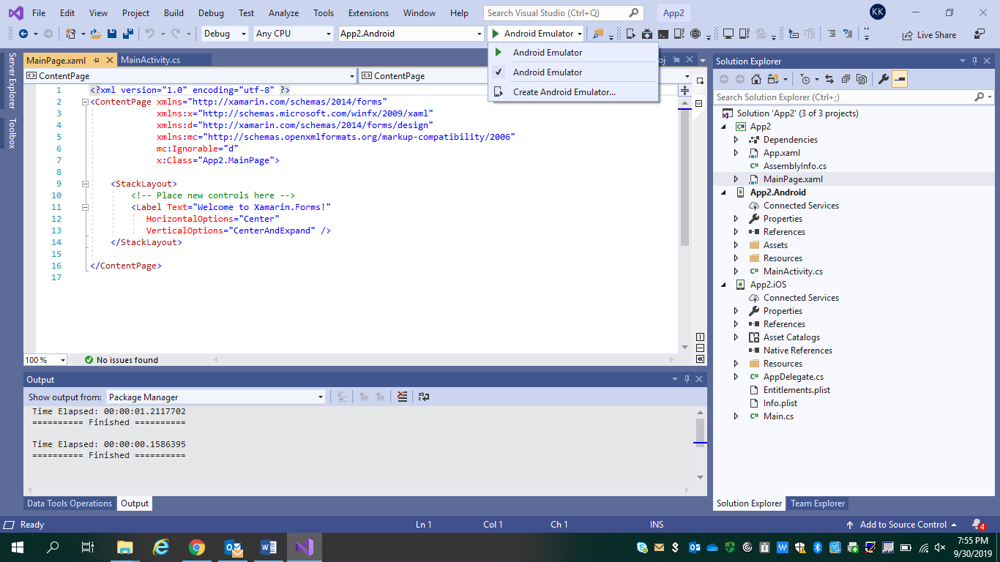 File Edit View Project Build Debug Test Analyze Tools Extensions Window Help Search Visual Studio (Ctrl+Q) App2 KK
Debug Any CPU App2.Android Android Emulator Live Share
Android Emulator
Android Emulator
Create Android Emulator...
Server Explorer
Toolbox
MainPage.xaml MainActivity.cs
ContentPage ContentPage
1 <?xml version="1.0" encoding="utf-8" ?>
2 <ContentPage xmlns="http://xamarin.com/schemas/2014/forms"
3 xmlns:x="http://schemas.microsoft.com/winfx/2009/xaml"
4 xmlns:d="http://xamarin.com/schemas/2014/forms/design"
5 xmlns:mc="http://schemas.openxmlformats.org/markup-compatibility/2006"
6 mc:Ignorable="d"
7 x:Class="App2.MainPage">
8
9 <StackLayout>
10 <!-- Place new controls here -->
11 <Label Text="Welcome to Xamarin.Forms!"
12 HorizontalOptions="Center"
13 VerticalOptions="CenterAndExpand" />
14 </StackLayout>
15
16 </ContentPage>
17
100 % No issues found
Output
Show output from: Package Manager
Time Elapsed: 00:00:01.2117702
========== Finished ==========
Time Elapsed: 00:00:00.1586395
========== Finished ==========
Data Tools Operations Output
Solution Explorer
Search Solution Explorer (Ctrl+;)
Solution 'App2' (3 of 3 projects)
App2
Dependencies
App.xaml
AssemblyInfo.cs
MainPage.xaml
App2.Android
Connected Services
Properties
References
Assets
Resources
MainActivity.cs
App2.iOS
Connected Services
Properties
References
Asset Catalogs
Native References
Resources
AppDelegate.cs
Entitlements.plist
Info.plist
Main.cs
Solution Explorer Team Explorer
Ready Ln 1 Col 1 Ch 1 INS Add to Source Control 4
7:55 PM
9/30/2019